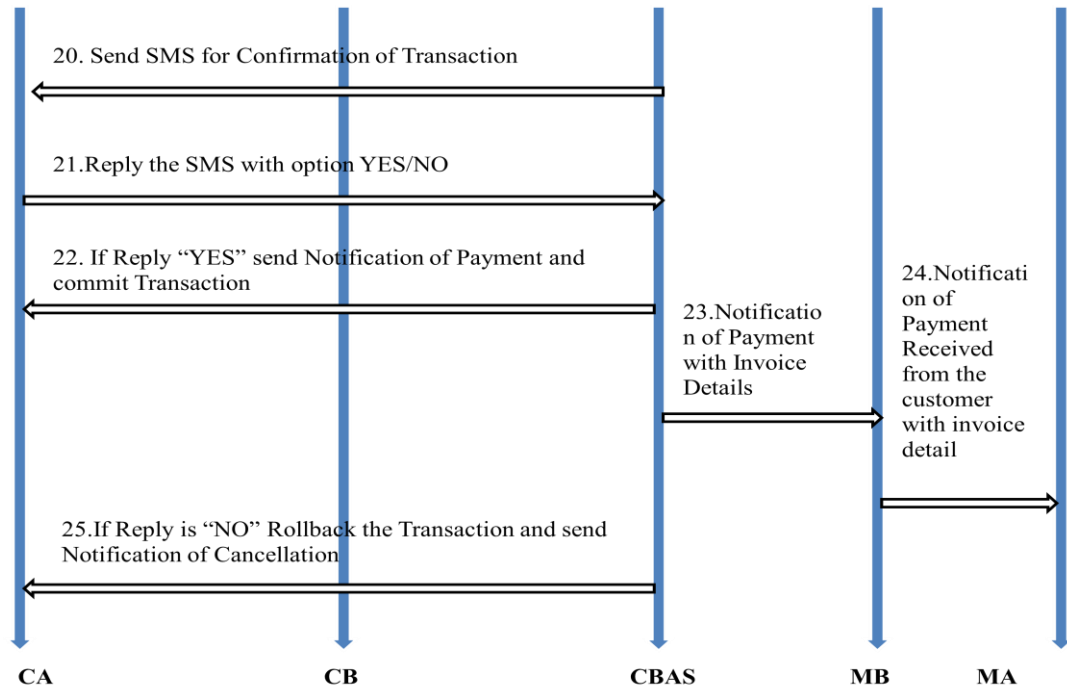 20. Send SMS for Confirmation of Transaction
21.Reply the SMS with option YES/NO
22. If Reply “YES” send Notification of Payment and
commit Transaction
23.Notificatio
n of Payment
with Invoice
Details
24.Notificati
on of
Payment
Received
from the
customer
with invoice
detail
25.If Reply is “NO” Rollback the Transaction and send
Notification of Cancellation
CA CB CBAS MB MA